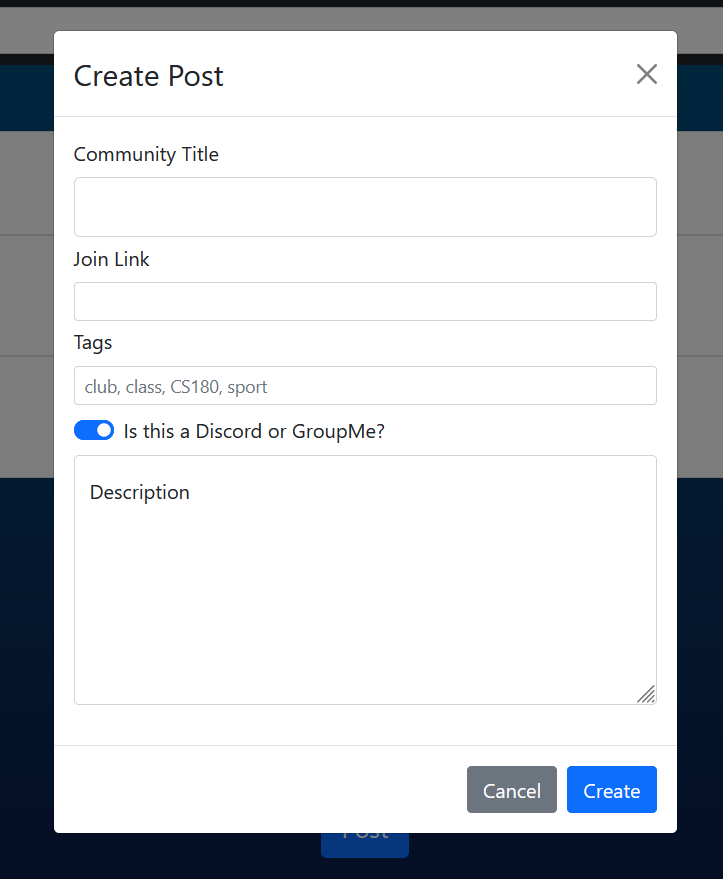 Create Post
Community Title
Join Link
Tags
club, class, CS180, sport
Is this a Discord or GroupMe?
Description
Cancel
Create
Post